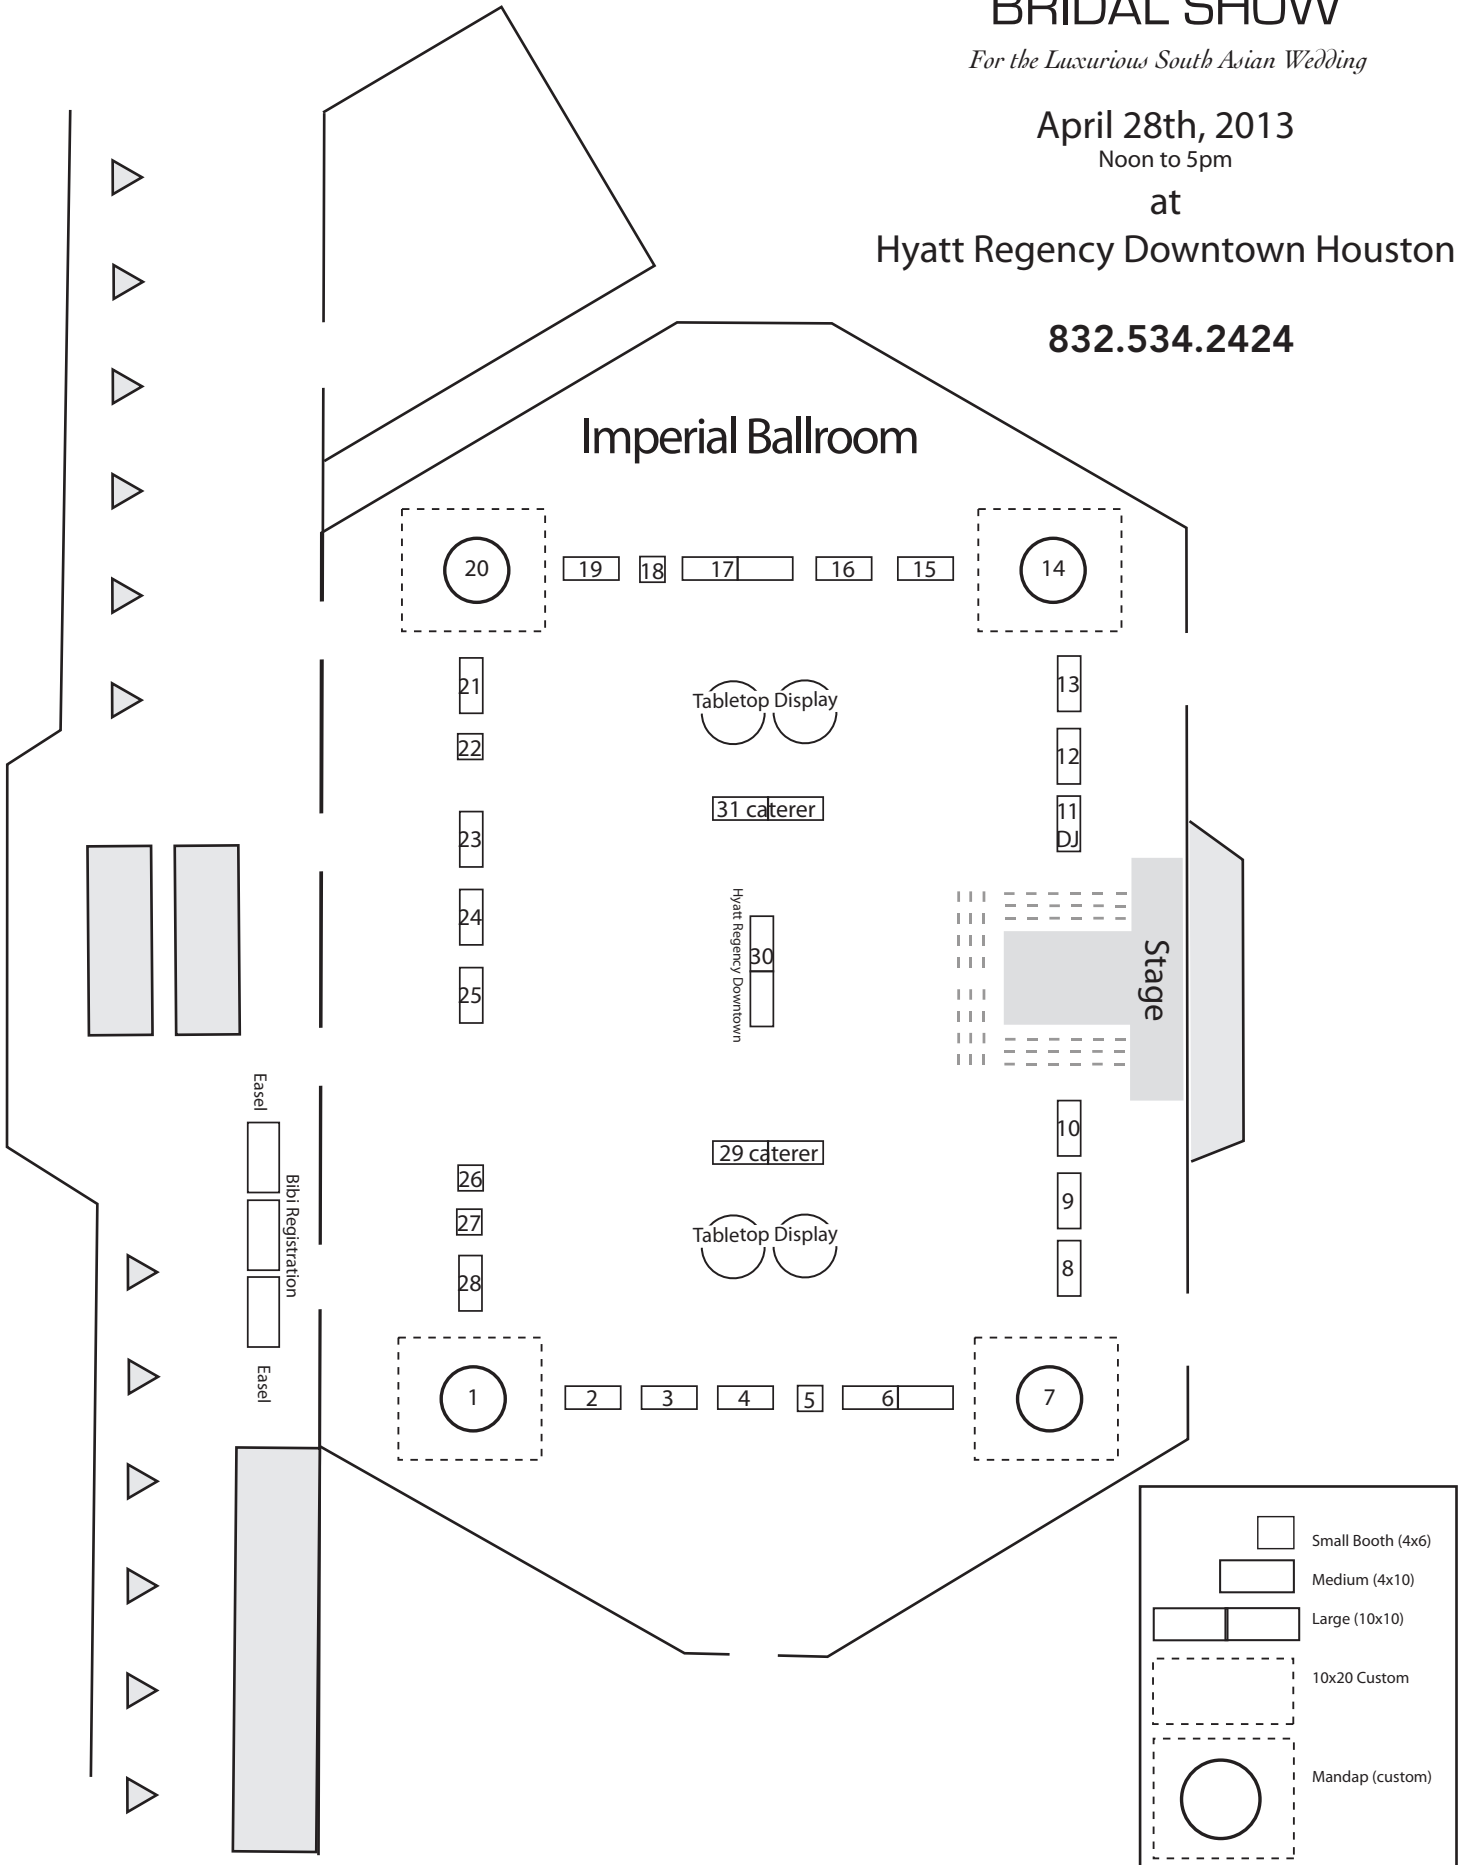 BRIDAL SHOW
For the Luxurious South Asian Wedding
April 28th, 2013
Noon to 5pm
at
Hyatt Regency Downtown Houston
832.534.2424
Imperial Ballroom
20
19
18
17
16
15
14
21
Tabletop Display
13
22
12
31 caterer
11
DJ
23
24
Hyatt Regency Downtown
30
Stage
25
Easel
10
29 caterer
26
Bibi Registration
9
27
Tabletop Display
28
8
Easel
1
2
3
4
5
6
7
Small Booth (4x6)
Medium (4x10)
Large (10x10)
10x20 Custom
Mandap (custom)